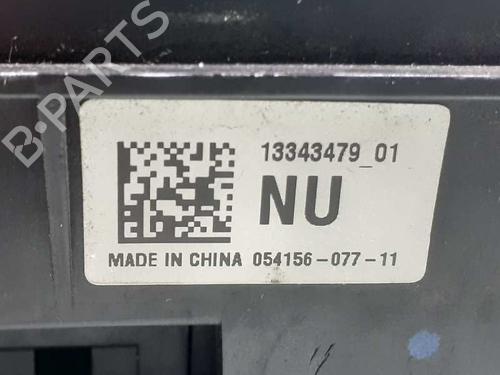 B-PARTS
13343479_01
NU
MADE IN CHINA 054156-077-11